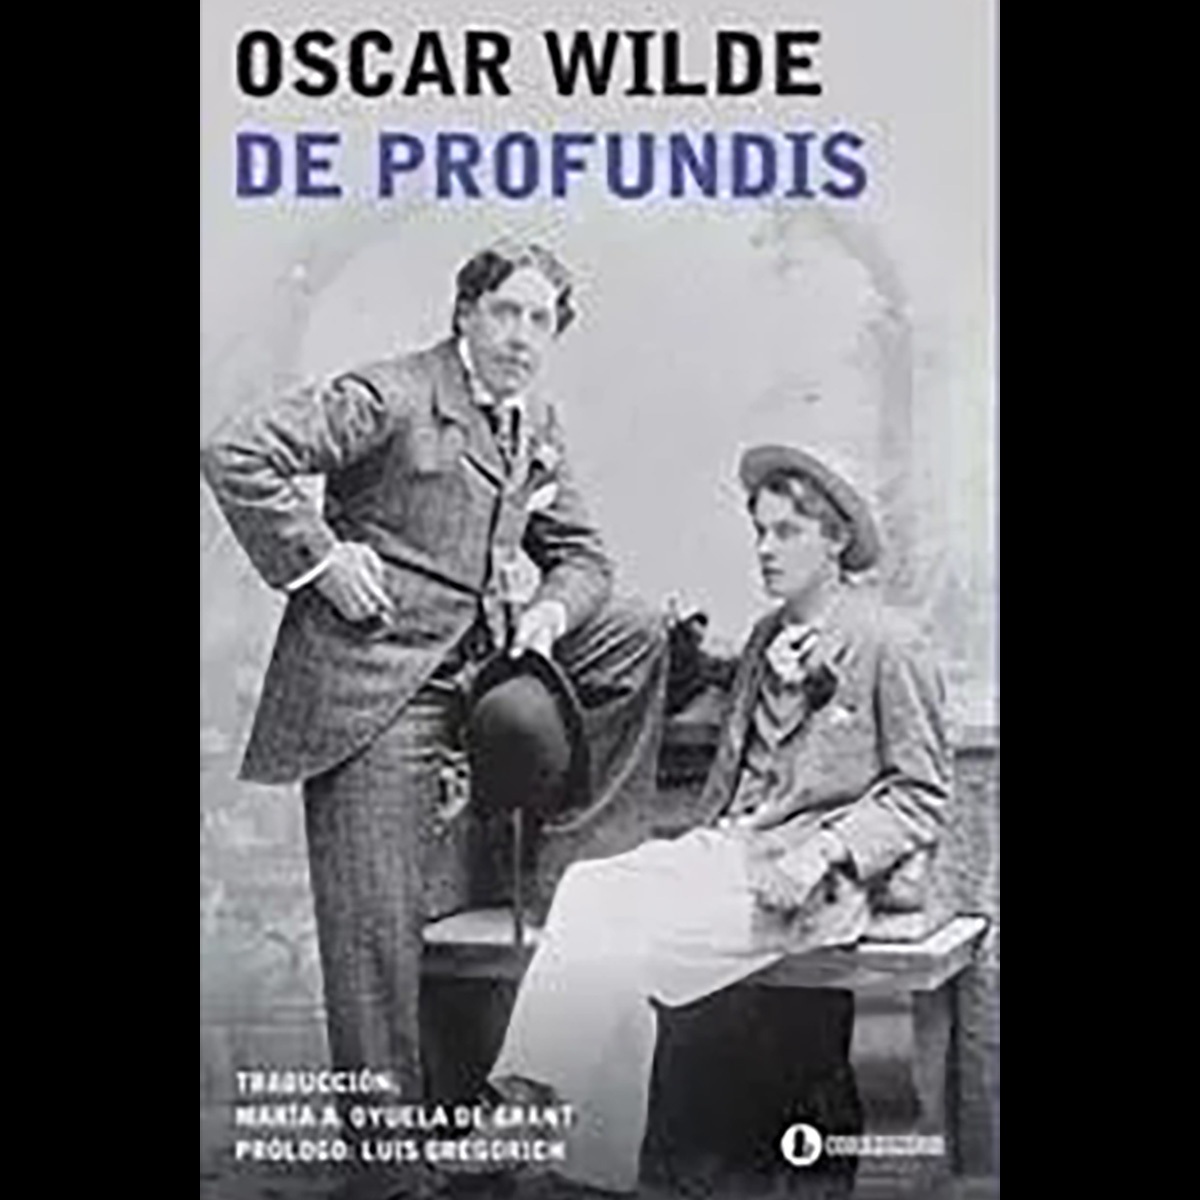 OSCAR WILDE
DE PROFUNDIS
TRADUCCIÓN:
MARÍA A. OYUELA DE GRANT
PRÓLOGO: LUIS GREGORICH